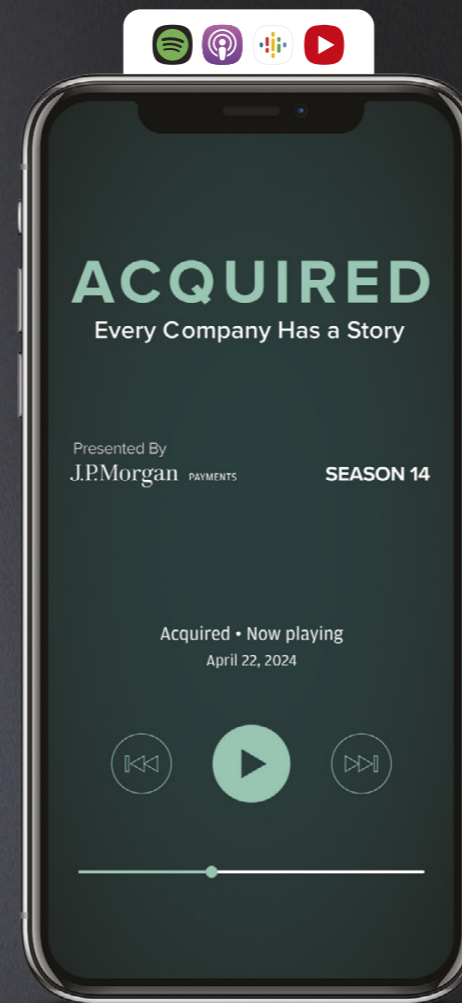 ACQUIRED
Every Company Has a Story
Presented By
J.P.Morgan PAYMENTS
SEASON 14
Acquired • Now playing
April 22, 2024